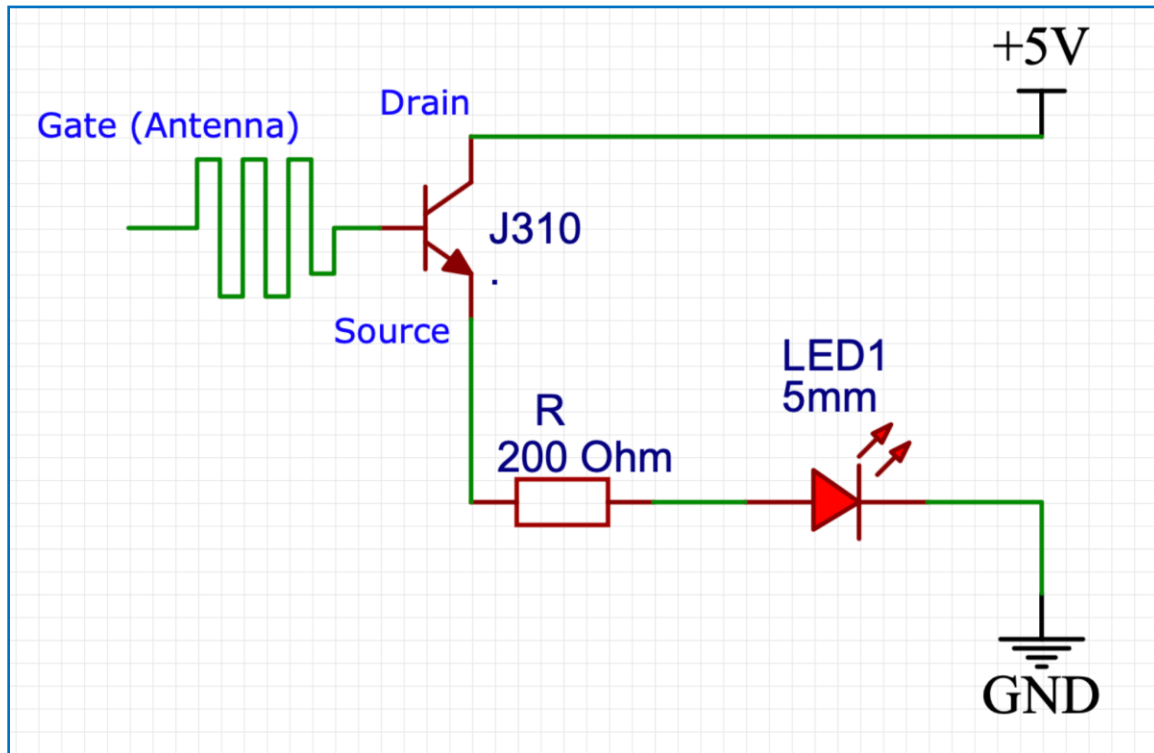 +5V
Drain
Gate (Antenna)
J310
.
Source
LED1
5mm
R
200 Ohm
GND